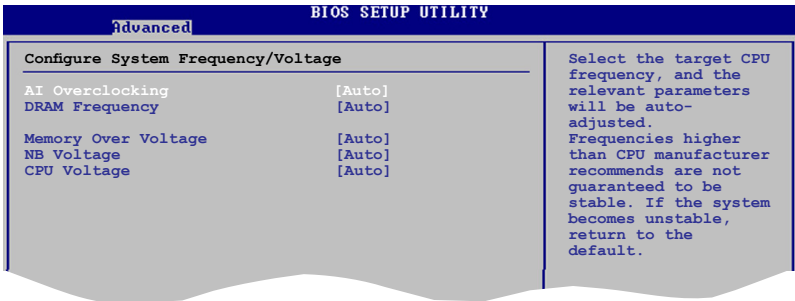 BIOS SETUP UTILITY
Advanced
Configure System Frequency/Voltage
AI Overclocking [Auto]
DRAM Frequency [Auto]
Memory Over Voltage [Auto]
NB Voltage [Auto]
CPU Voltage [Auto]
Select the target CPU
frequency, and the
relevant parameters
will be auto-
adjusted.
Frequencies higher
than CPU manufacturer
recommends are not
guaranteed to be
stable. If the system
becomes unstable,
return to the
default.